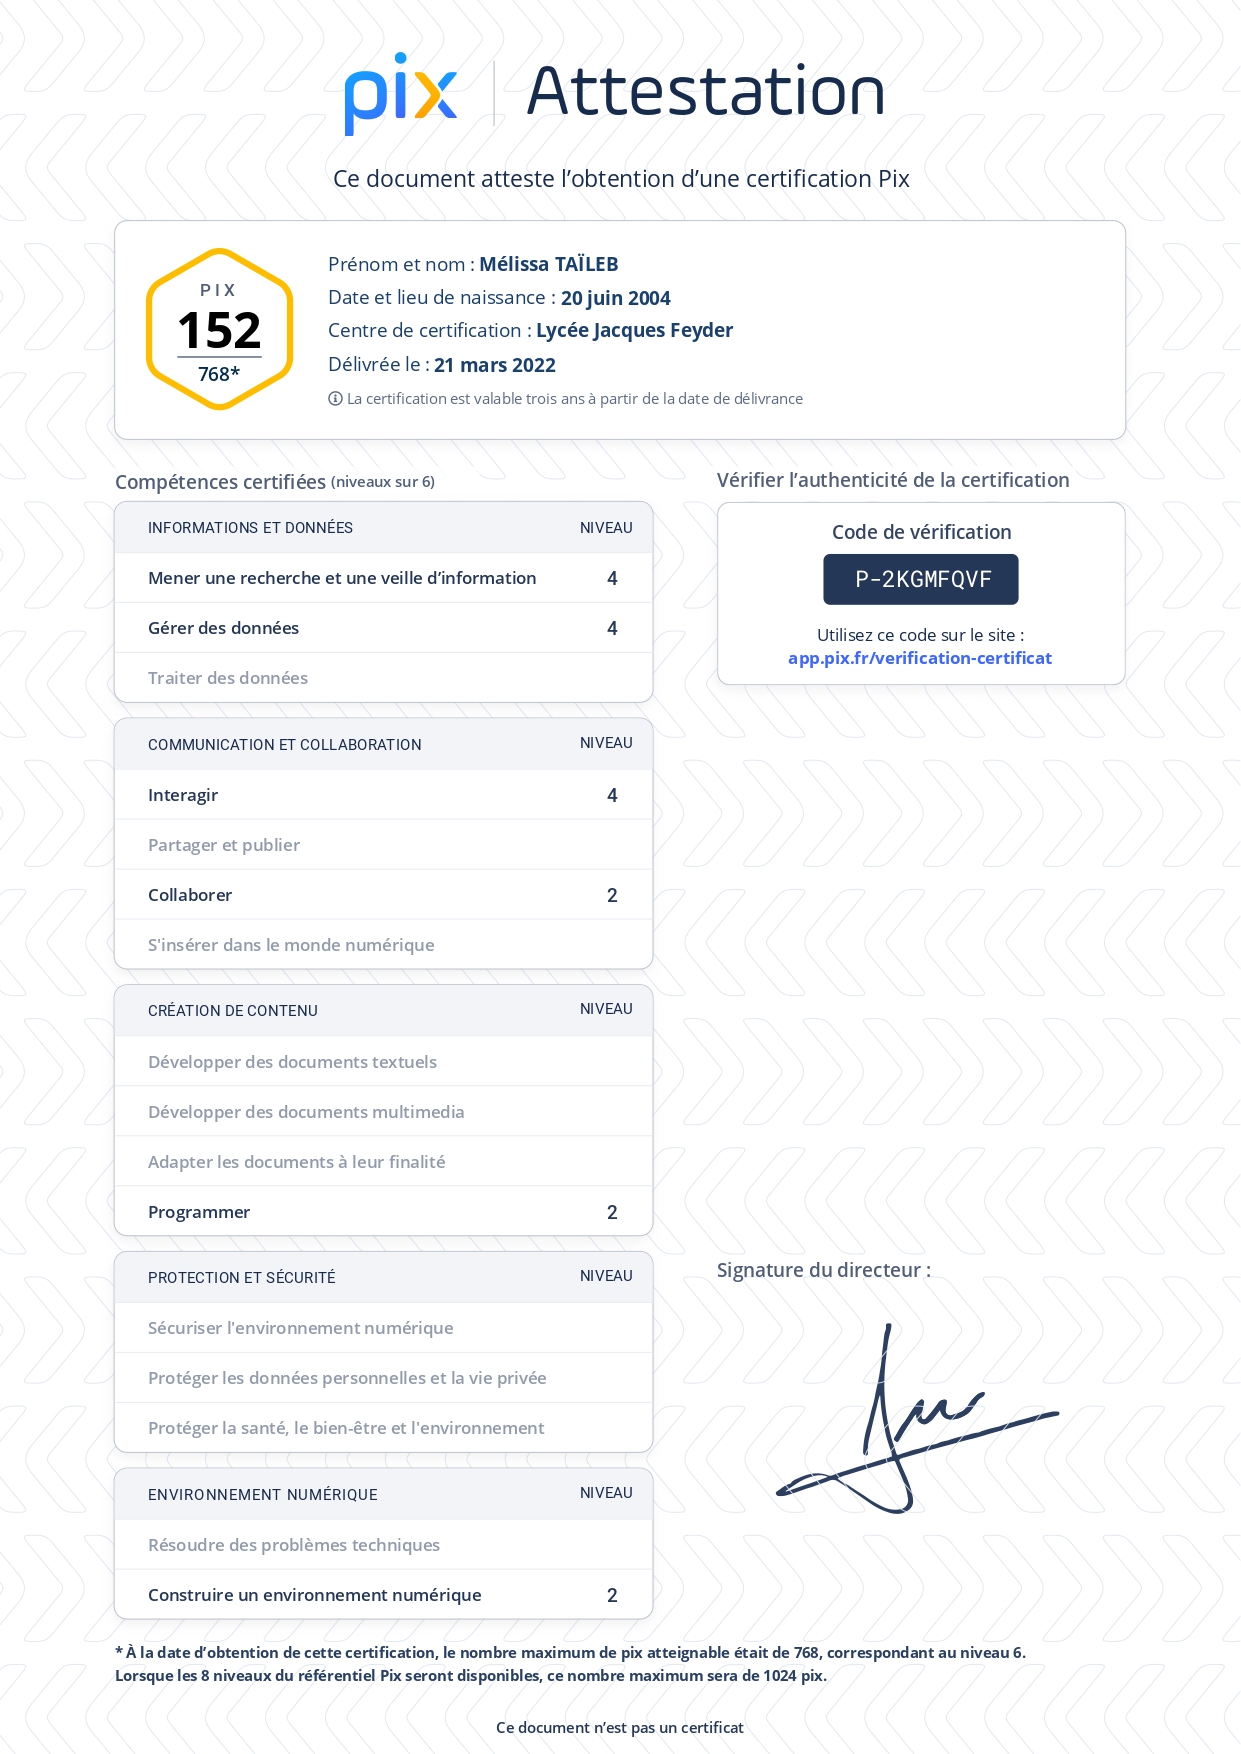 pix Attestation
Ce document atteste l’obtention d’une certification Pix
PIX
152
768*
Prénom et nom : Mélissa TAÏLEB
Date et lieu de naissance : 20 juin 2004
Centre de certification : Lycée Jacques Feyder
Délivrée le : 21 mars 2022
La certification est valable trois ans à partir de la date de délivrance
Compétences certifiées (niveaux sur 6)
INFORMATIONS ET DONNÉES NIVEAU
Mener une recherche et une veille d’information 4
Gérer des données 4
Traiter des données
COMMUNICATION ET COLLABORATION NIVEAU
Interagir 4
Partager et publier
Collaborer 2
S'insérer dans le monde numérique
CRÉATION DE CONTENU NIVEAU
Développer des documents textuels
Développer des documents multimedia
Adapter les documents à leur finalité
Programmer 2
PROTECTION ET SÉCURITÉ NIVEAU
Sécuriser l'environnement numérique
Protéger les données personnelles et la vie privée
Protéger la santé, le bien-être et l'environnement
ENVIRONNEMENT NUMÉRIQUE NIVEAU
Résoudre des problèmes techniques
Construire un environnement numérique 2
Vérifier l’authenticité de la certification
Code de vérification
P-2KGMFQVF
Utilisez ce code sur le site :
app.pix.fr/verification-certificat
Signature du directeur :
* À la date d’obtention de cette certification, le nombre maximum de pix atteignable était de 768, correspondant au niveau 6.
Lorsque les 8 niveaux du référentiel Pix seront disponibles, ce nombre maximum sera de 1024 pix.
Ce document n’est pas un certificat